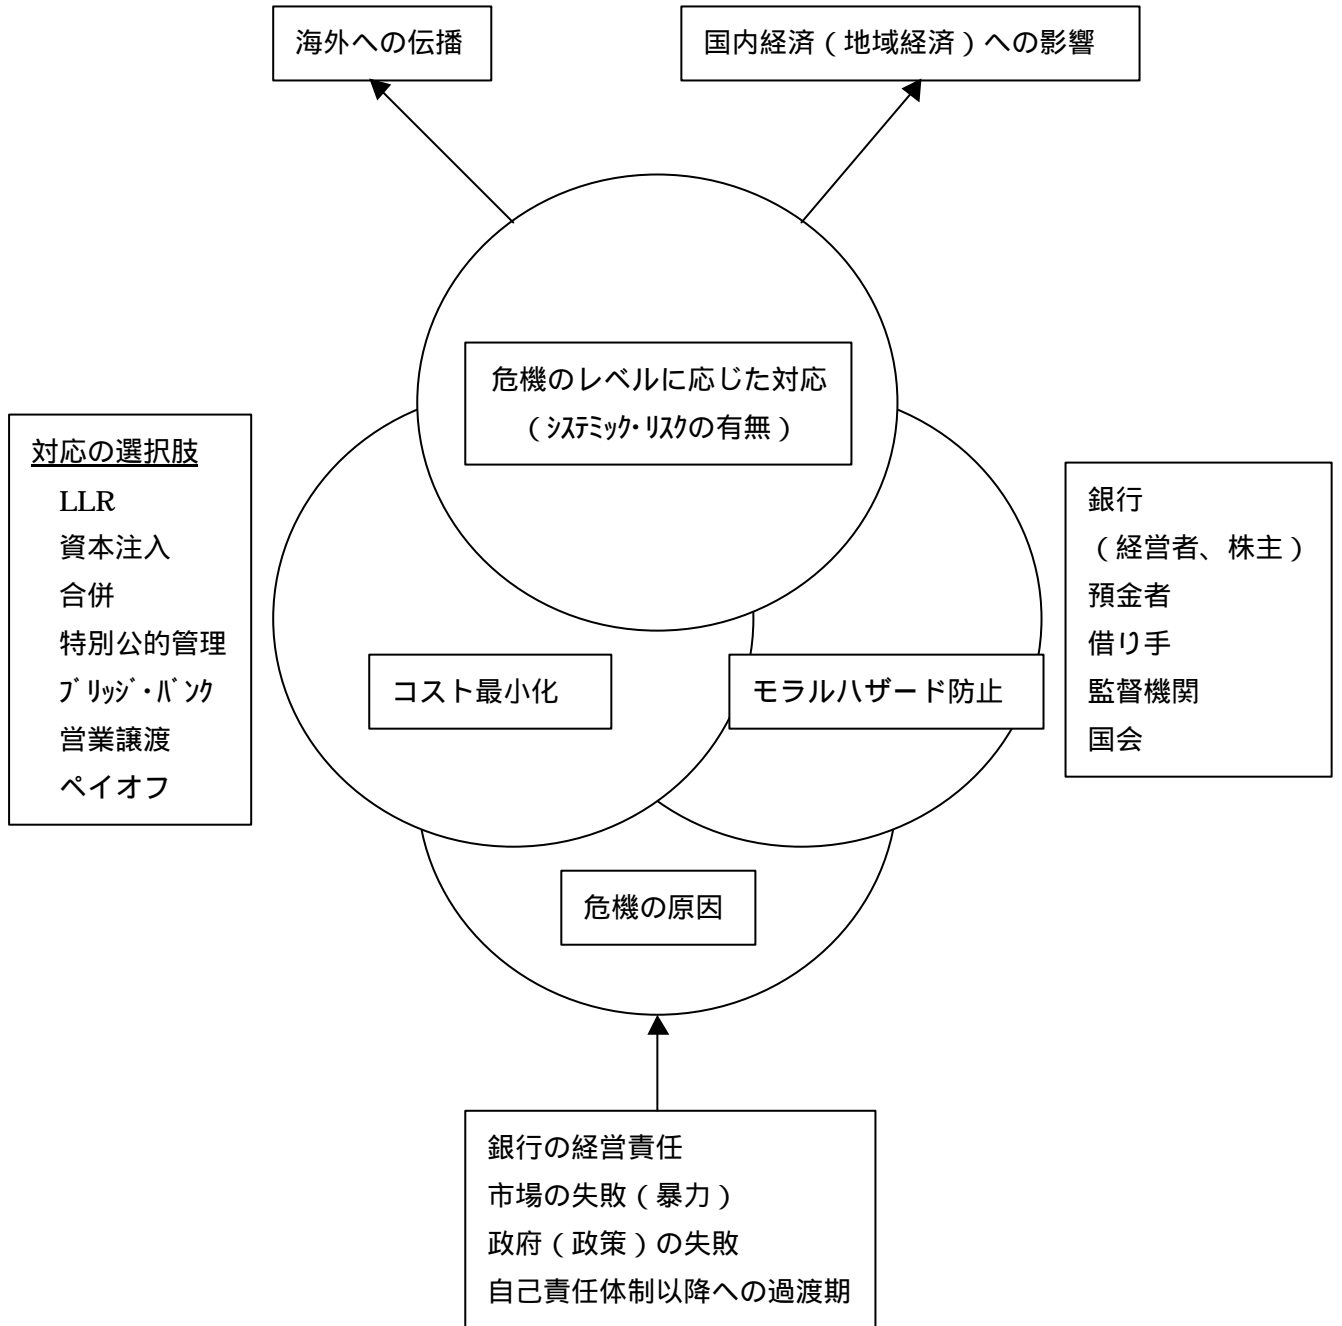 海外への伝播
国内経済（地域経済）への影響
危機のレベルに応じた対応
（ｼｽﾃﾐｯｸ・ﾘｽｸの有無）
対応の選択肢
LLR
資本注入
合併
特別公的管理
ﾌﾞﾘｯｼﾞ・ﾊﾞﾝｸ
営業譲渡
ペイオフ
銀行
（経営者、株主）
預金者
借り手
監督機関
国会
コスト最小化
モラルハザード防止
危機の原因
銀行の経営責任
市場の失敗（暴力）
政府（政策）の失敗
自己責任体制以降への過渡期